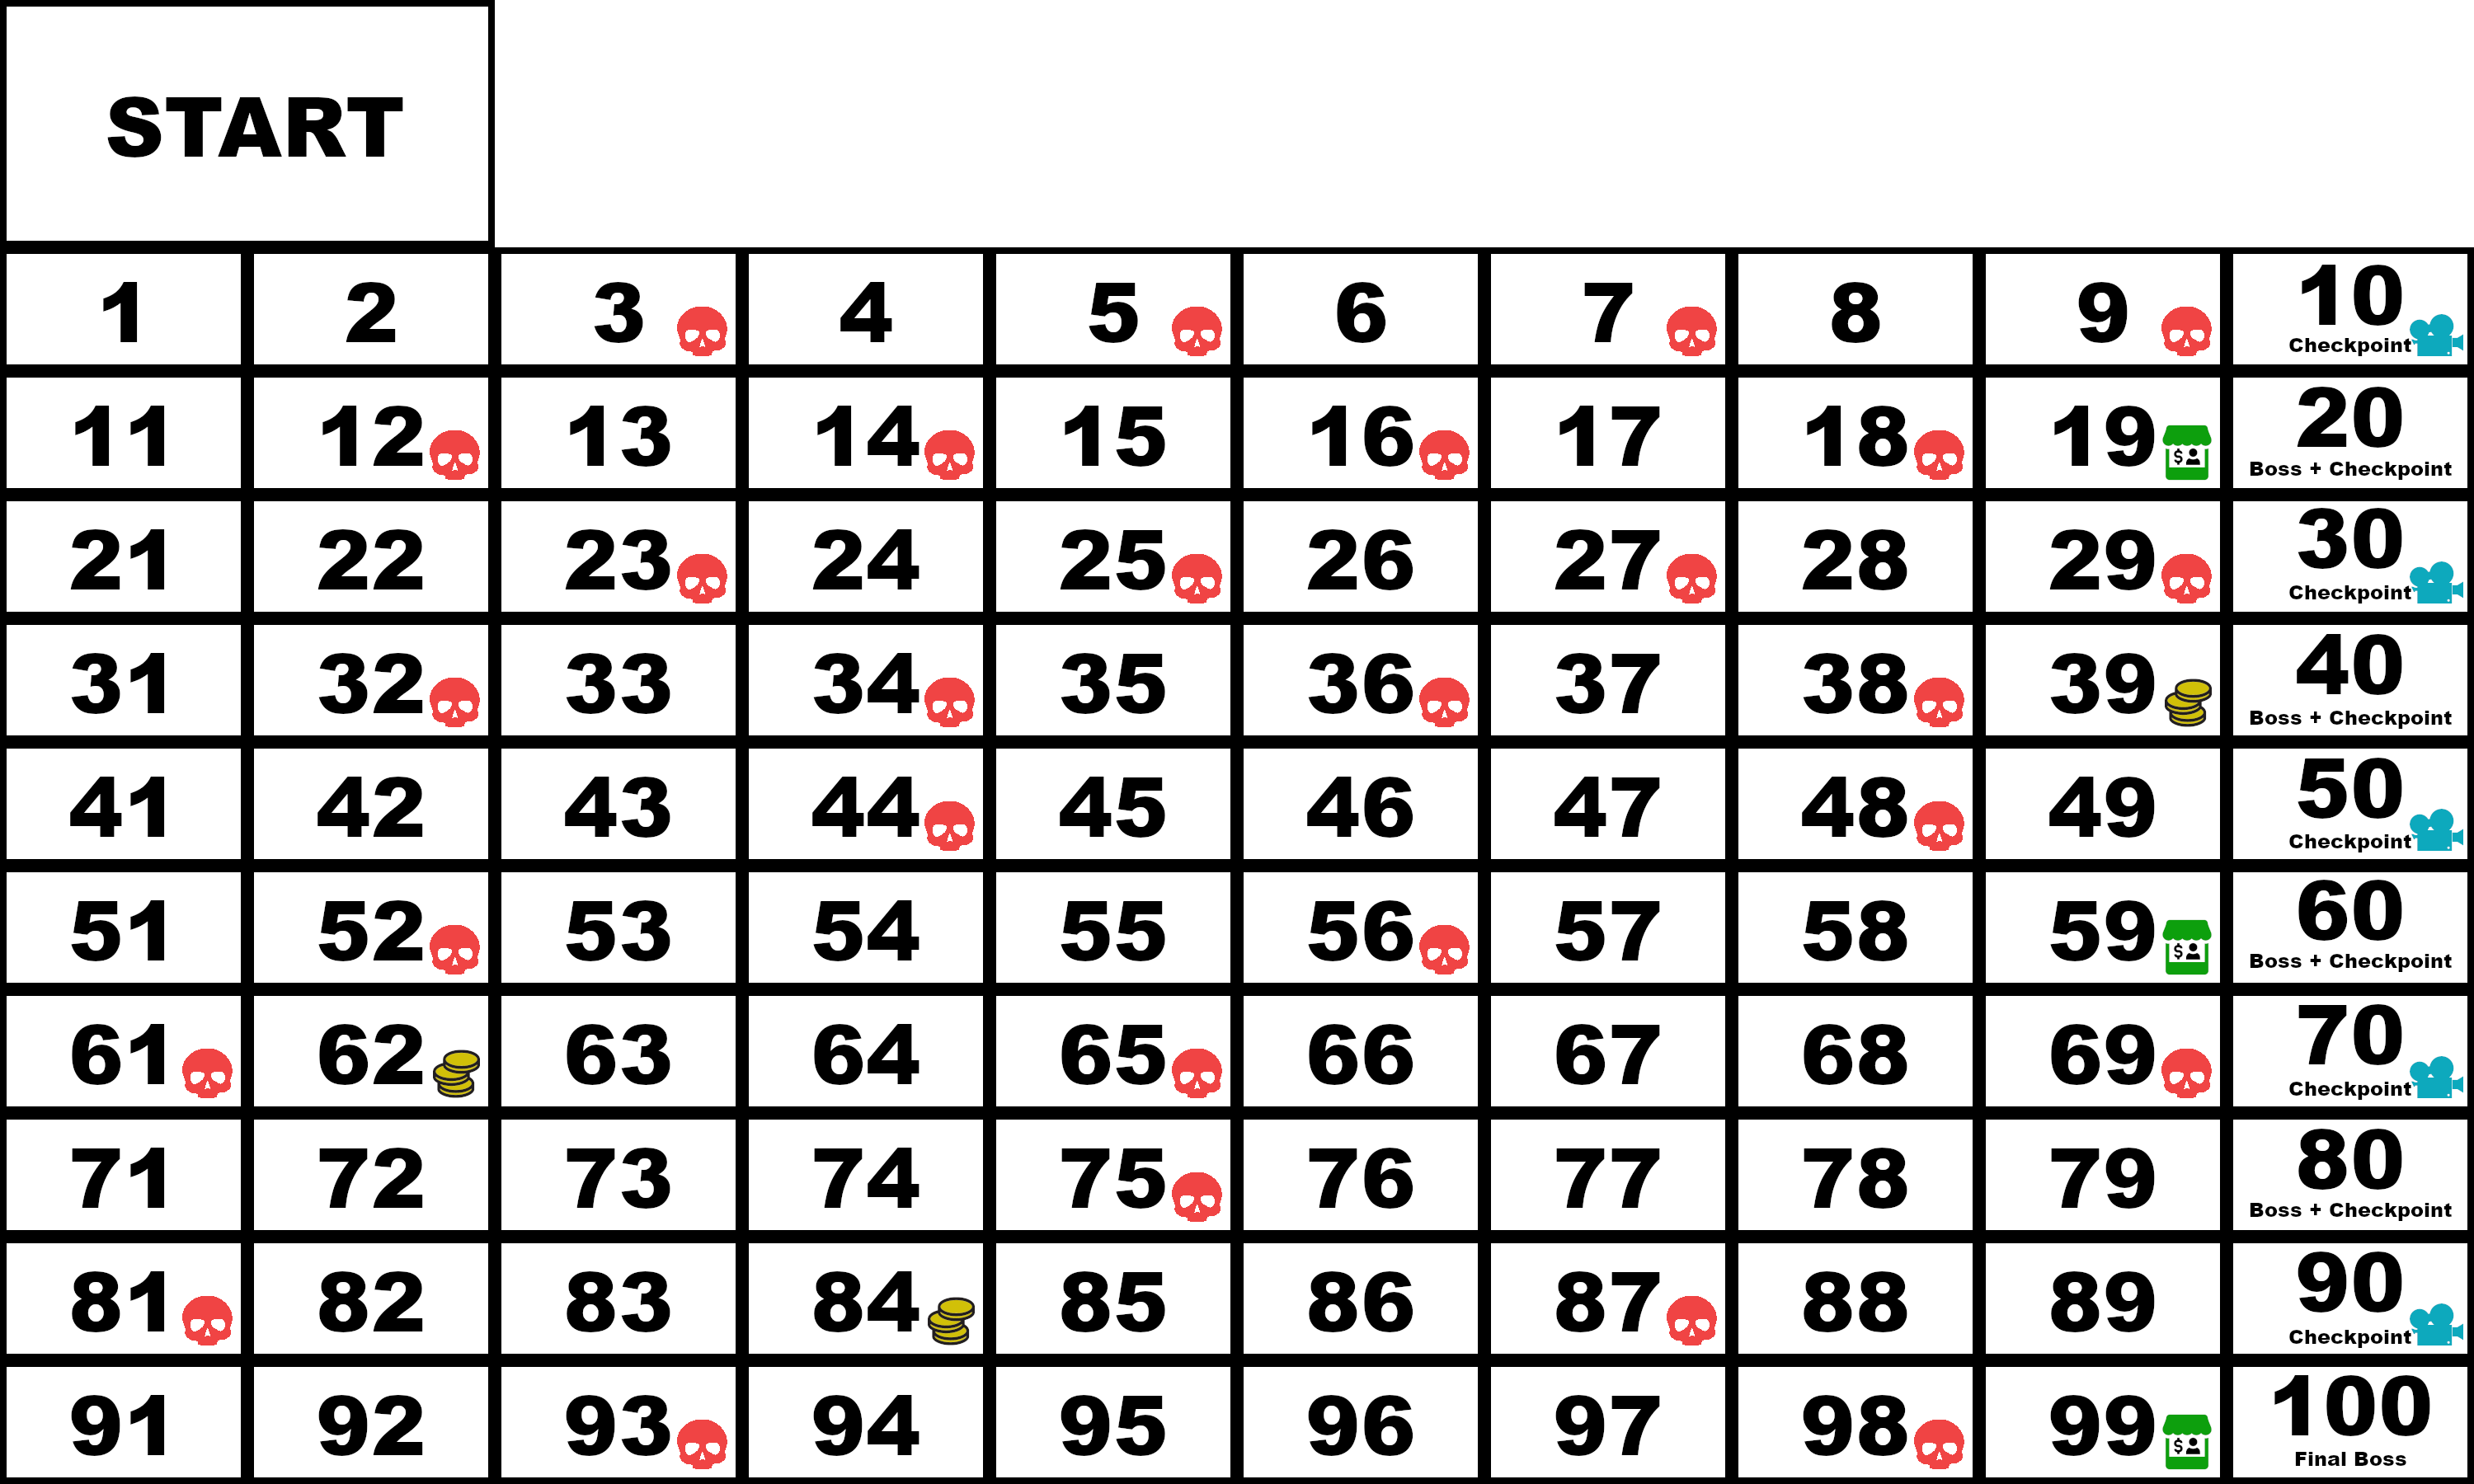 START
1 2 3 4 5 6 7 8 9 10
Checkpoint
11 12 13 14 15 16 17 18 19 $ 20
Boss + Checkpoint
21 22 23 24 25 26 27 28 29 30
Checkpoint
31 32 33 34 35 36 37 38 39 40
Boss + Checkpoint
41 42 43 44 45 46 47 48 49 50
Checkpoint
51 52 53 54 55 56 57 58 59 $ 60
Boss + Checkpoint
61 62 63 64 65 66 67 68 69 70
Checkpoint
71 72 73 74 75 76 77 78 79 80
Boss + Checkpoint
81 82 83 84 85 86 87 88 89 90
Checkpoint
91 92 93 94 95 96 97 98 99 $ 100
Final Boss